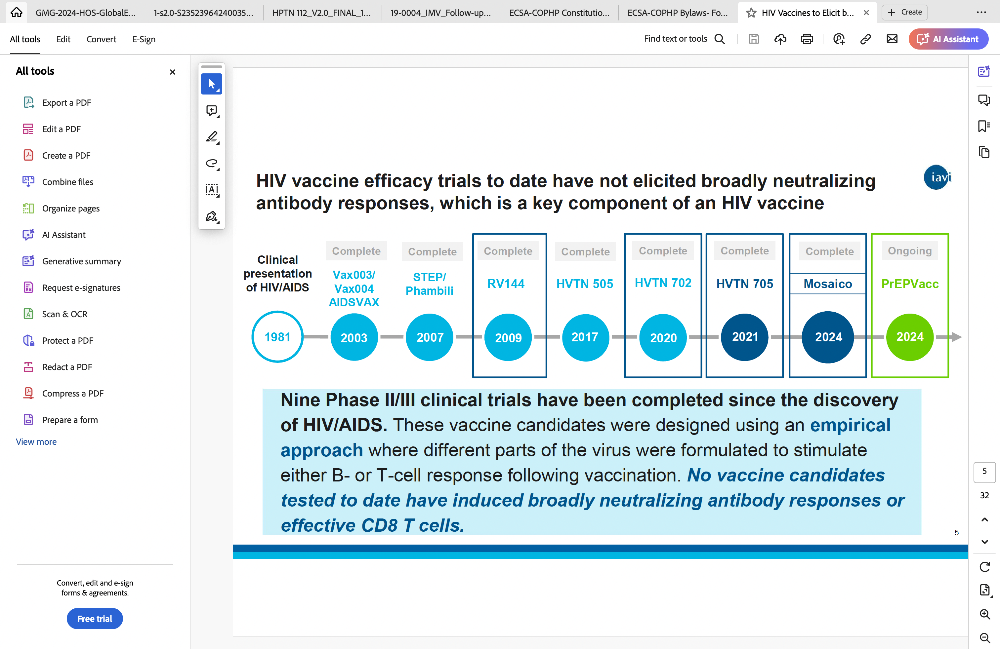 GMG-2024-HOS-GlobalE...
1-s2.0-S23523964240035...
HPTN 112_V2.0_FINAL_1...
19-0004_IMV_Follow-up...
ECSA-COPHP Constitutio...
ECSA-COPHP Bylaws- Fo...
HIV Vaccines to Elicit b...
Create
All tools
Edit
Convert
E-Sign
Find text or tools
AI Assistant
All tools
Export a PDF
Edit a PDF
Create a PDF
Combine files
Organize pages
AI Assistant
Generative summary
Request e-signatures
Scan & OCR
Protect a PDF
Redact a PDF
Compress a PDF
Prepare a form
View more
Convert, edit and e-sign
forms & agreements.
Free trial
HIV vaccine efficacy trials to date have not elicited broadly neutralizing
antibody responses, which is a key component of an HIV vaccine
iavi
Clinical
presentation
of HIV/AIDS
1981
Complete
Vax003/
Vax004
AIDSVAX
2003
Complete
STEP/
Phambili
2007
Complete
RV144
2009
Complete
HVTN 505
2017
Complete
HVTN 702
2020
Complete
HVTN 705
2021
Complete
Mosaico
2024
Ongoing
PrEPVacc
2024
Nine Phase II/III clinical trials have been completed since the discovery
of HIV/AIDS. These vaccine candidates were designed using an empirical
approach where different parts of the virus were formulated to stimulate
either B- or T-cell response following vaccination. No vaccine candidates
tested to date have induced broadly neutralizing antibody responses or
effective CD8 T cells.
5
5
32